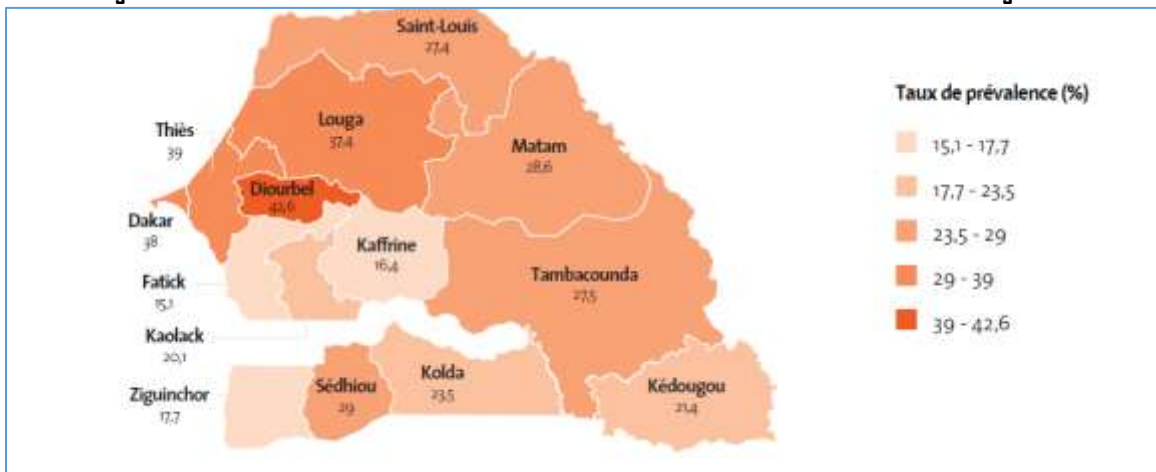 Saint-Louis
27,4
Louga
37,4
Thiès
39
Matam
28,6
Diourbel
42,6
Dakar
38
Kaffrine
16,4
Tambacounda
27,5
Fatick
15,1
Kaolack
20,1
Ziguinchor
17,7
Sédhiou
29
Kolda
23,5
Kédougou
21,4
Taux de prévalence (%)
15,1 - 17,7
17,7 - 23,5
23,5 - 29
29 - 39
39 - 42,6